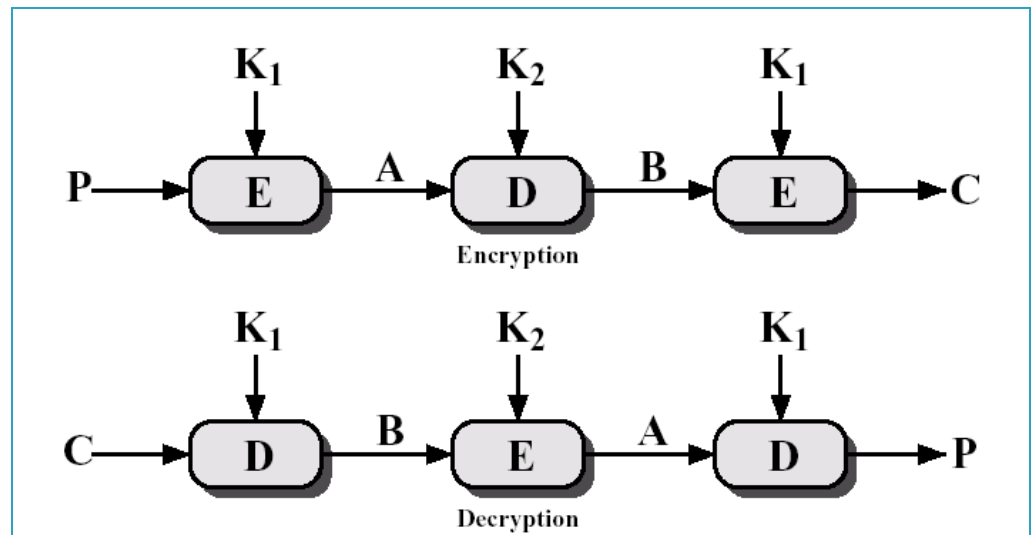 K₁ K₂ K₁
P E A D B E C
Encryption
K₁ K₂ K₁
C D B E A D P
Decryption